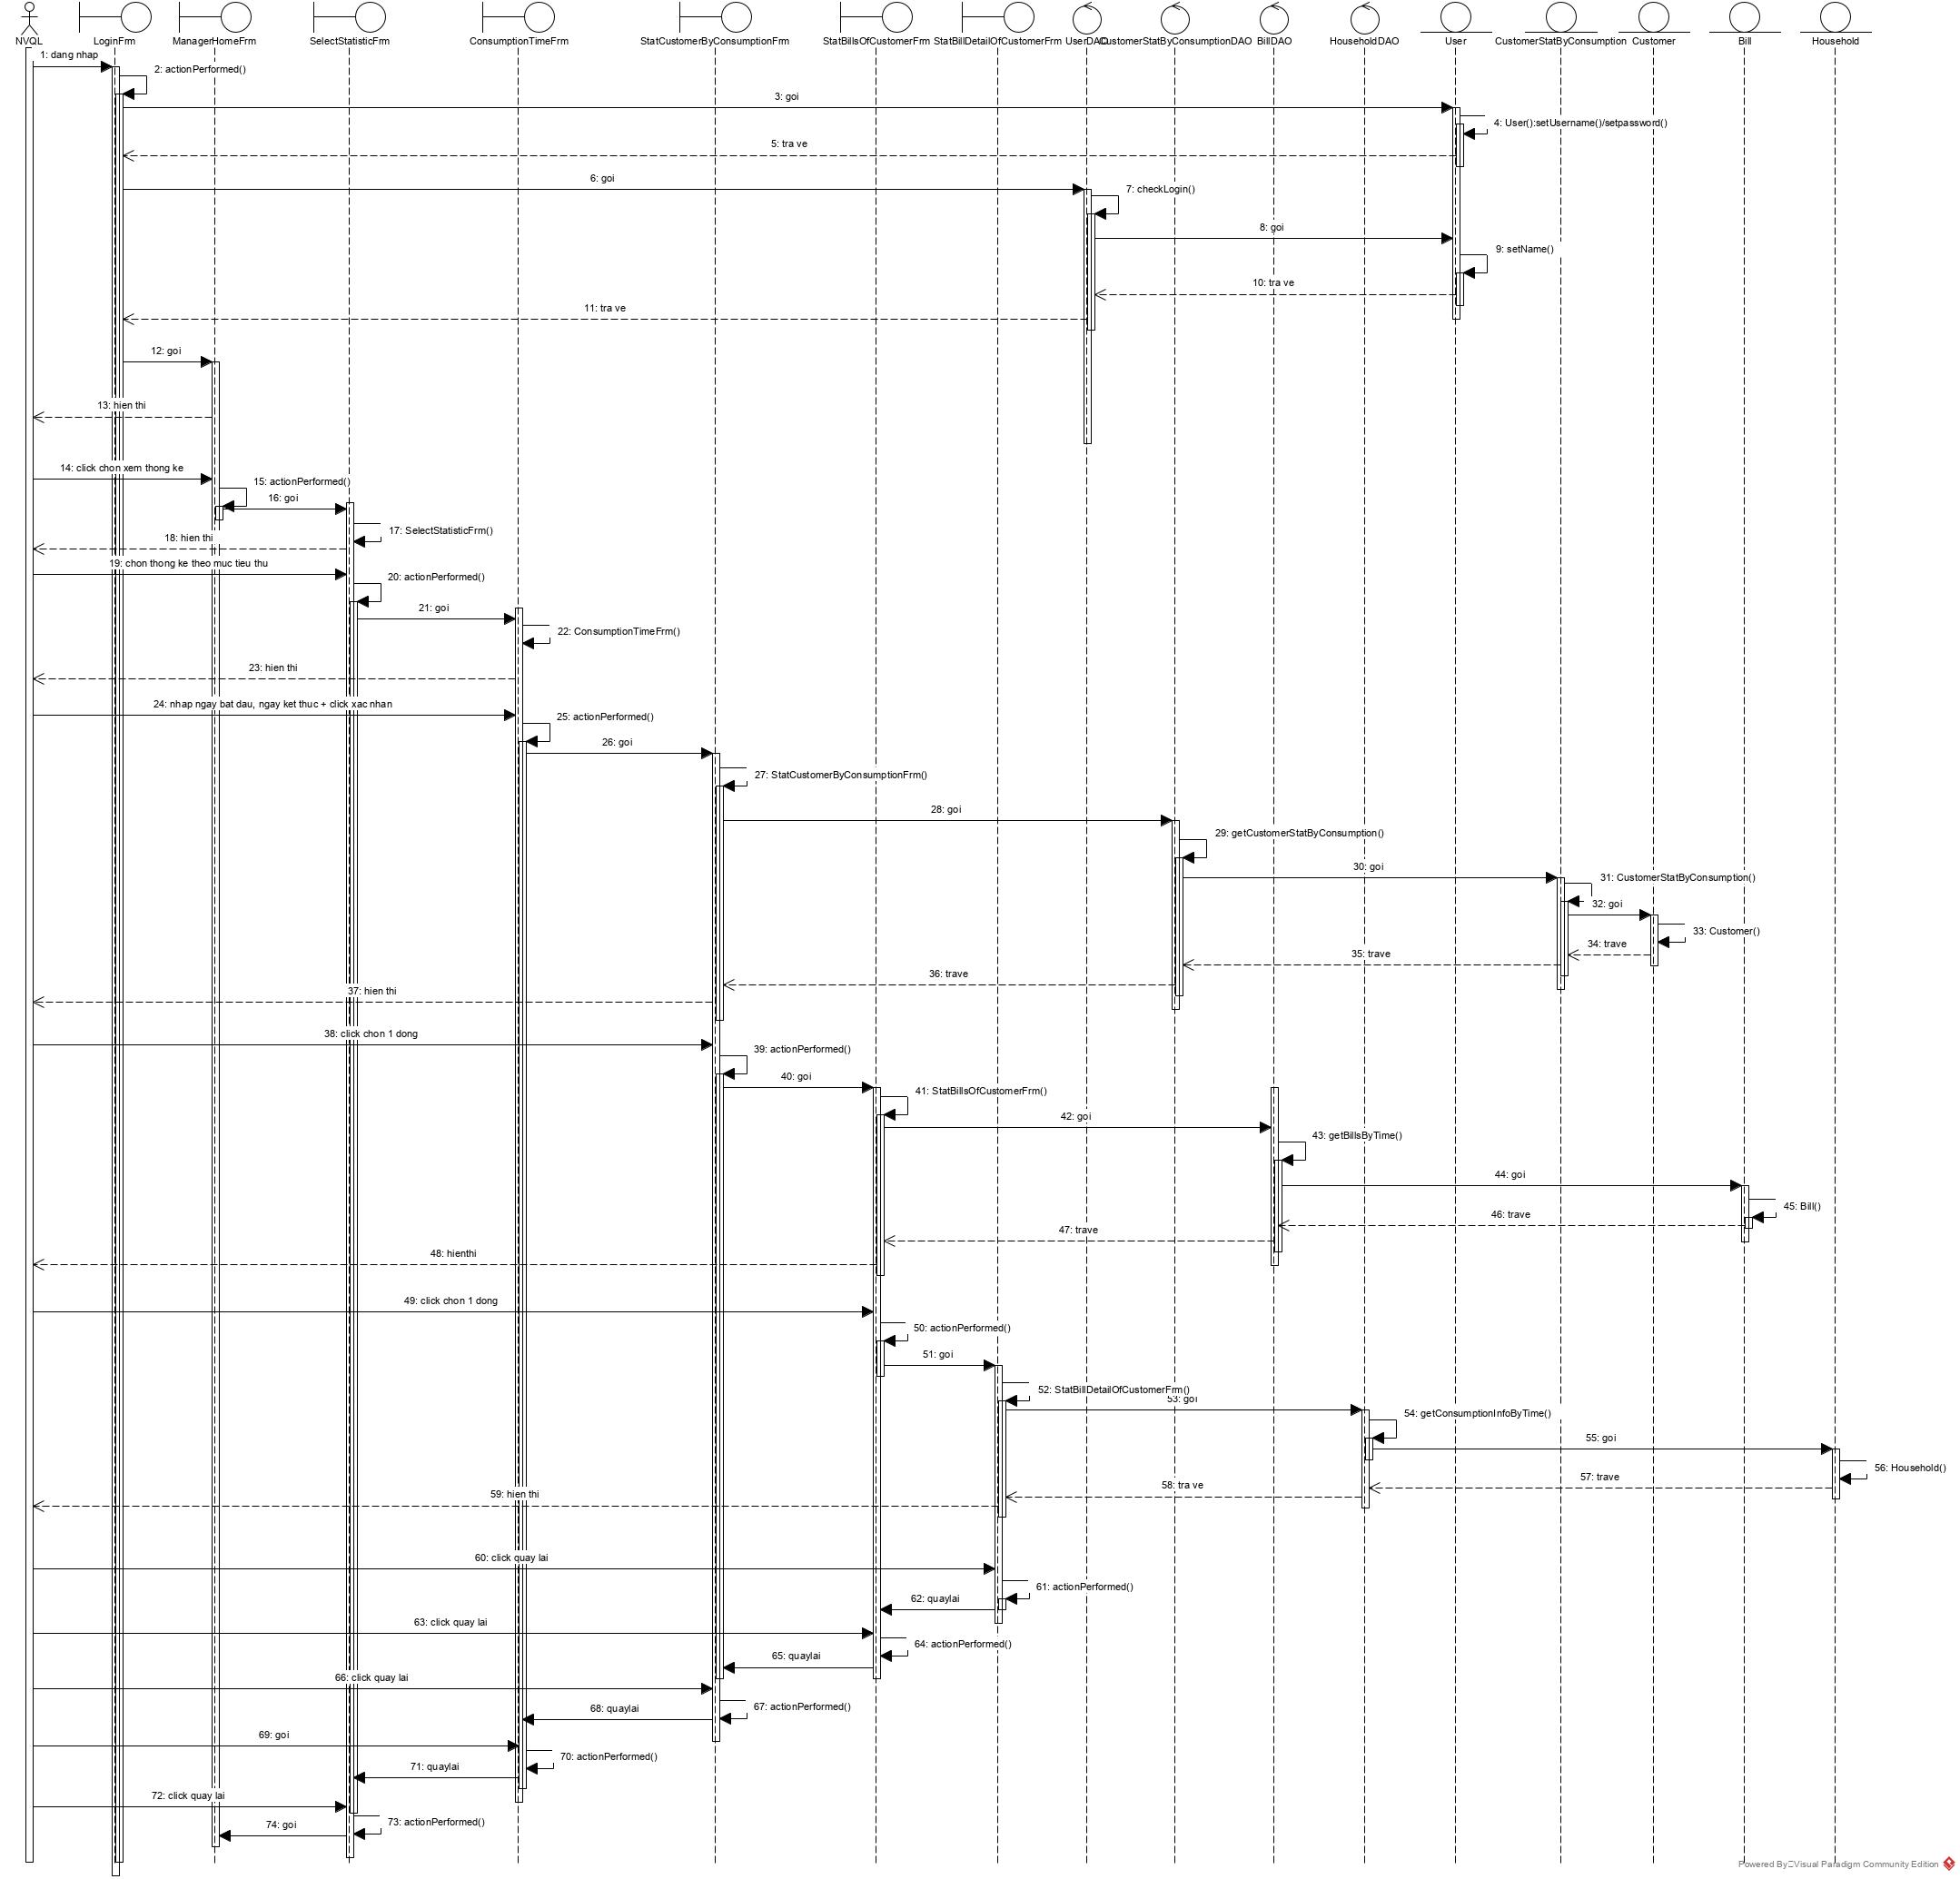 NVQL
LoginFrm
ManagerHomeFrm
SelectStatisticFrm
ConsumptionTimeFrm
StatCustomerByConsumptionFrm
StatBillsOfCustomerFrm
StatBillDetailOfCustomerFrm
UserDAO
CustomerStatByConsumptionDAO
BillDAO
HouseholdDAO
User
CustomerStatByConsumption
Customer
Bill
Household
1: dang nhap
2: actionPerformed()
3: goi
4: User():setUsername()/setpassword()
5: tra ve
6: goi
7: checkLogin()
8: goi
9: setName()
10: tra ve
11: tra ve
12: goi
13: hien thi
14: click chon xem thong ke
15: actionPerformed()
16: goi
17: SelectStatisticFrm()
18: hien thi
19: chon thong ke theo muc tieu thu
20: actionPerformed()
21: goi
22: ConsumptionTimeFrm()
23: hien thi
24: nhap ngay bat dau, ngay ket thuc + click xac nhan
25: actionPerformed()
26: goi
27: StatCustomerByConsumptionFrm()
28: goi
29: getCustomerStatByConsumption()
30: goi
31: CustomerStatByConsumption()
32: goi
33: Customer()
34: trave
35: trave
36: trave
37: hien thi
38: click chon 1 dong
39: actionPerformed()
40: goi
41: StatBillsOfCustomerFrm()
42: goi
43: getBillsByTime()
44: goi
45: Bill()
46: trave
47: trave
48: hienthi
49: click chon 1 dong
50: actionPerformed()
51: goi
52: StatBillDetailOfCustomerFrm()
53: goi
54: getConsumptionInfoByTime()
55: goi
56: Household()
57: trave
58: tra ve
59: hien thi
60: click quay lai
61: actionPerformed()
62: quaylai
63: click quay lai
64: actionPerformed()
65: quaylai
66: click quay lai
67: actionPerformed()
68: quaylai
69: goi
70: actionPerformed()
71: quaylai
72: click quay lai
73: actionPerformed()
74: goi
Powered By Visual Paradigm Community Edition